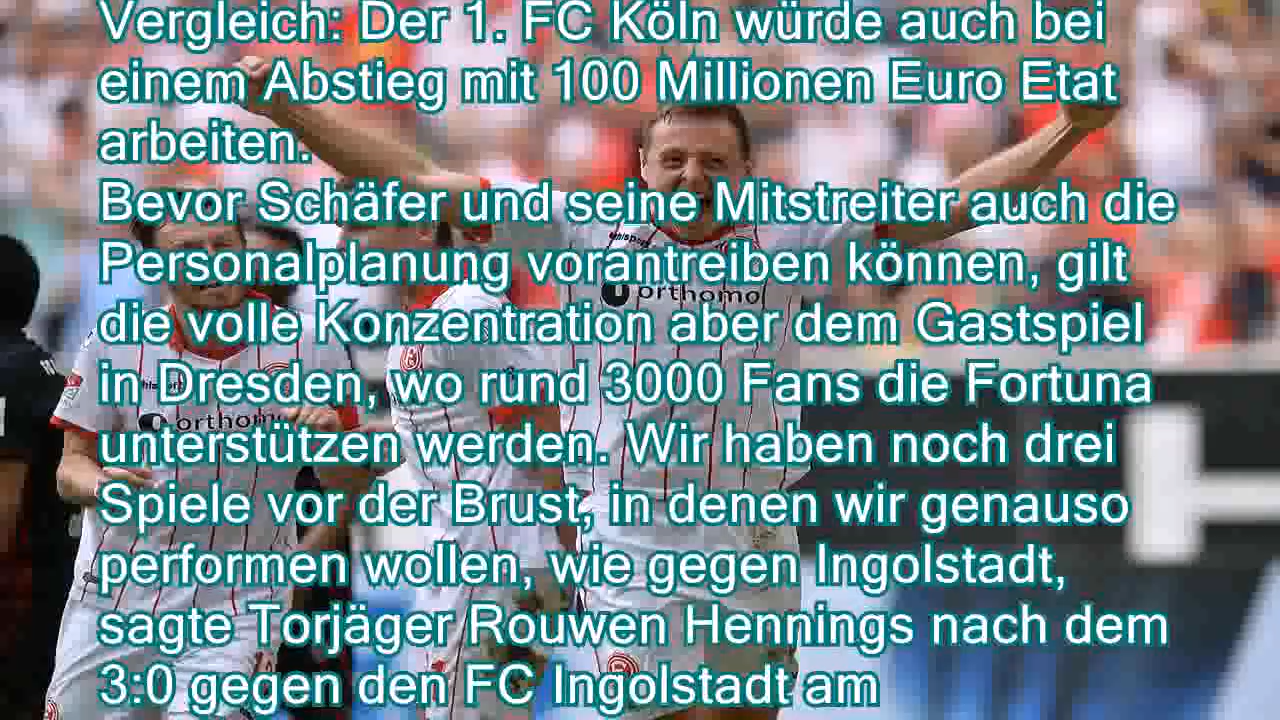 Vergleich: Der 1. FC Köln würde auch bei
einem Abstieg mit 100 Millionen Euro Etat
arbeiten.
Bevor Schäfer und seine Mitstreiter auch die
Personalplanung vorantreiben können, gilt
die volle Konzentration aber dem Gastspiel
in Dresden, wo rund 3000 Fans die Fortuna
unterstützen werden. Wir haben noch drei
Spiele vor der Brust, in denen wir genauso
performen wollen, wie gegen Ingolstadt,
sagte Torjäger Rouwen Hennings nach dem
3:0 gegen den FC Ingolstadt am
orthomol